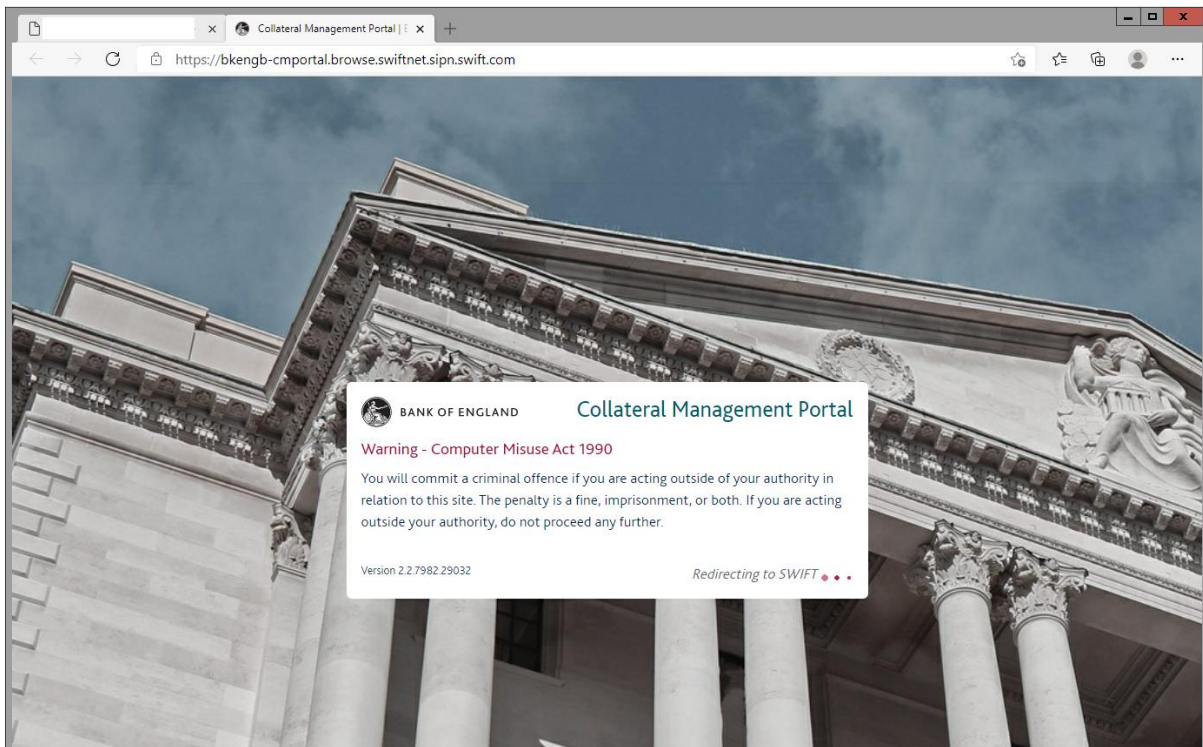 Collateral Management Portal | E
https://bkengb-cmportal.browse.swiftnet.sipn.swift.com
BANK OF ENGLAND
Collateral Management Portal
Warning - Computer Misuse Act 1990
You will commit a criminal offence if you are acting outside of your authority in
relation to this site. The penalty is a fine, imprisonment, or both. If you are acting
outside your authority, do not proceed any further.
Version 2.2.7982.29032
Redirecting to SWIFT